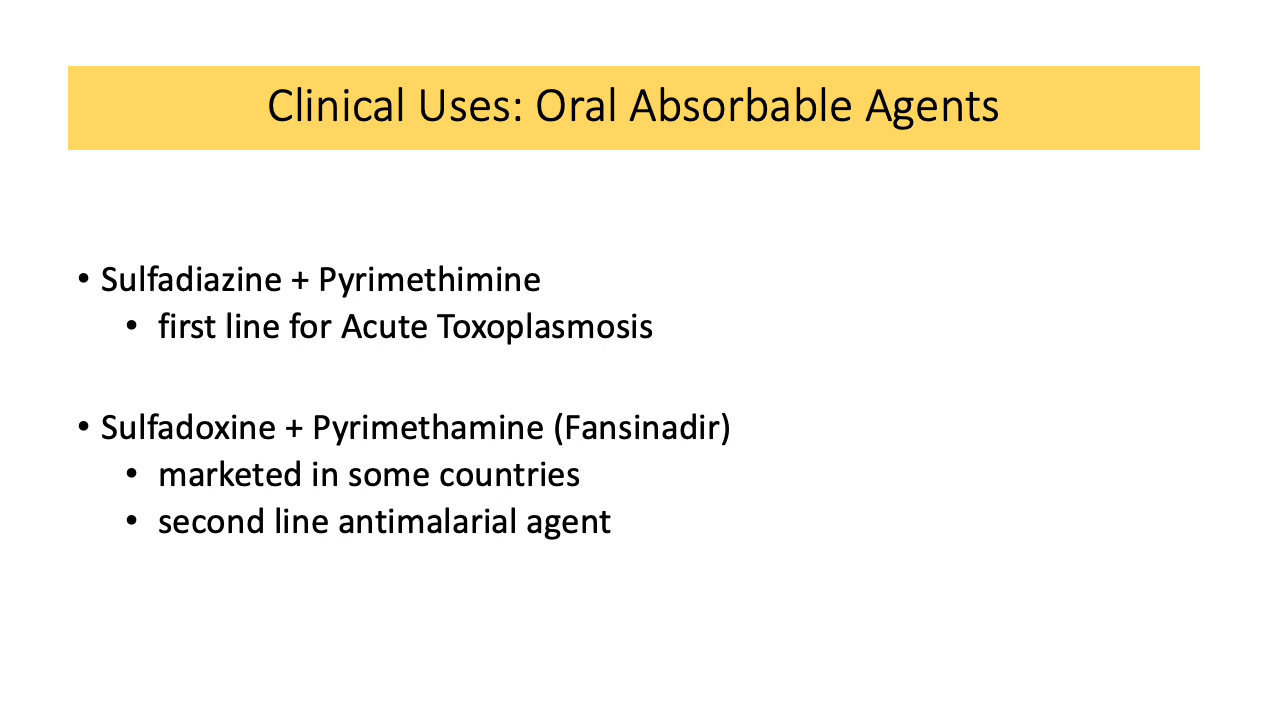 Clinical Uses: Oral Absorbable Agents
• Sulfadiazine + Pyrimethimine
• first line for Acute Toxoplasmosis
• Sulfadoxine + Pyrimethamine (Fansinadir)
• marketed in some countries
• second line antimalarial agent